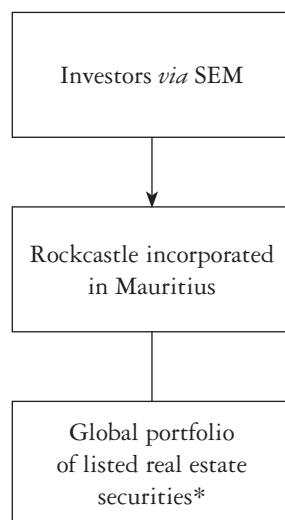 Investors via SEM
Rockcastle incorporated
in Mauritius
Global portfolio
of listed real estate
securities*